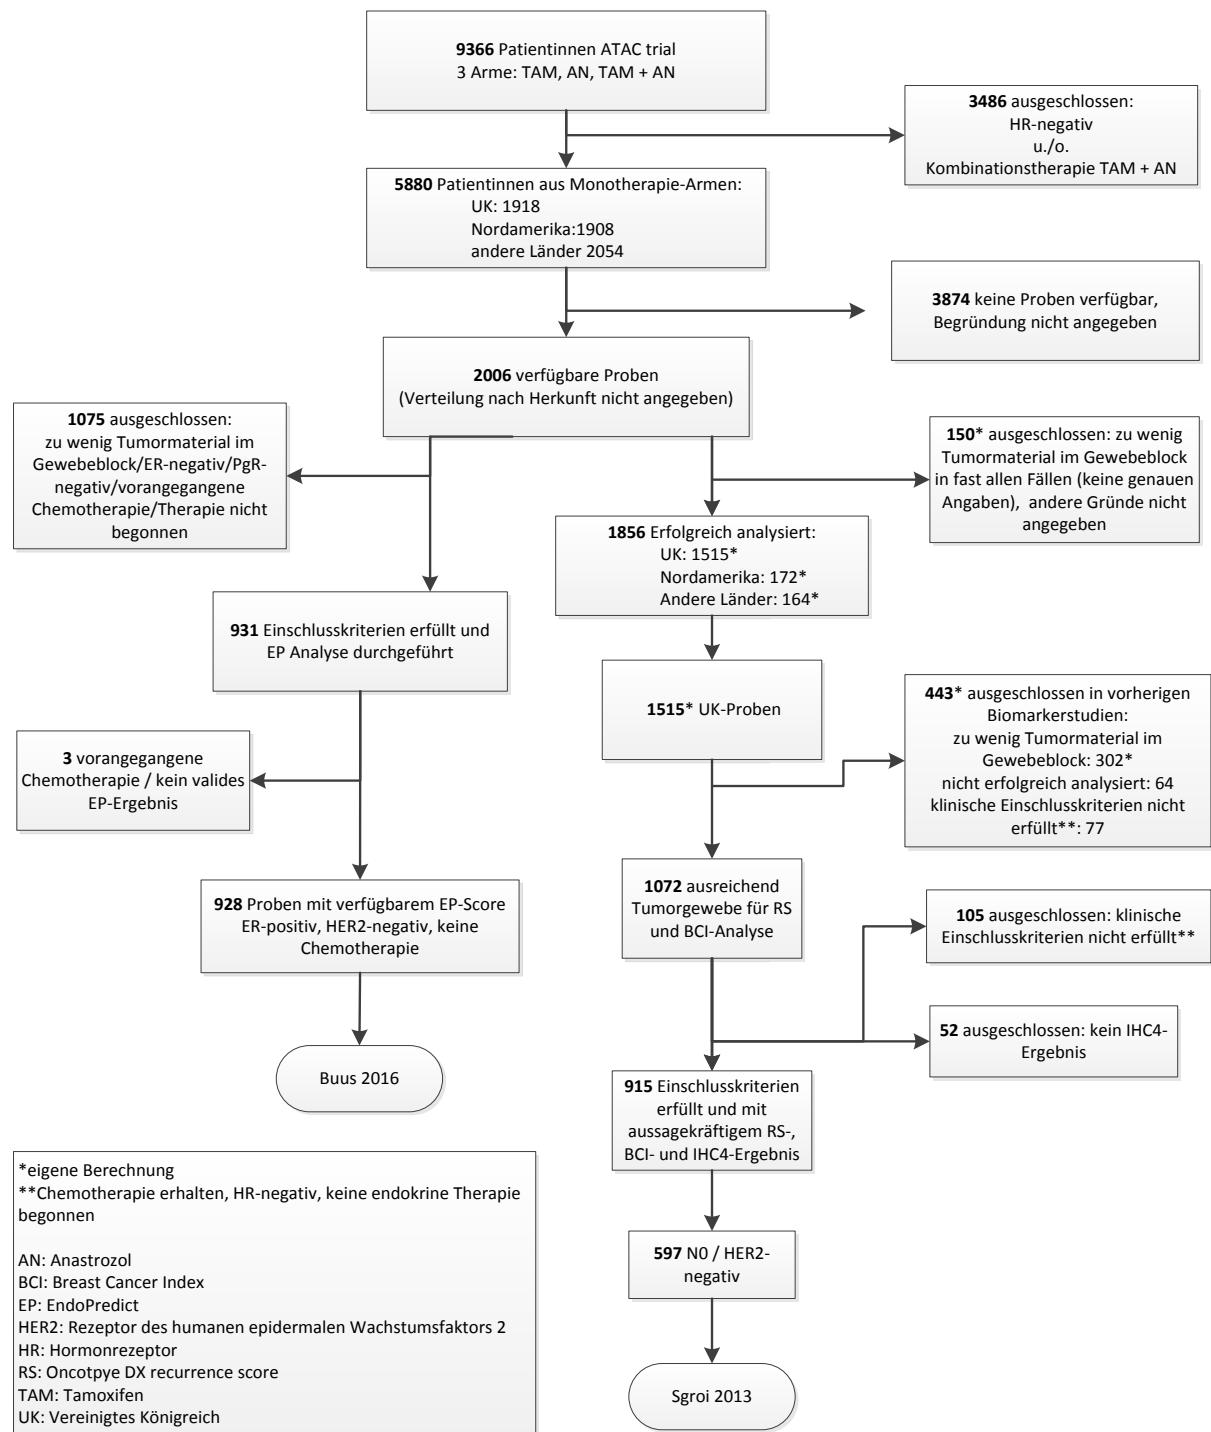 9366 Patientinnen ATAC trial
3 Arme: TAM, AN, TAM + AN
3486 ausgeschlossen:
HR-negativ
u./o.
Kombinationstherapie TAM + AN
5880 Patientinnen aus Monotherapie-Armen:
UK: 1918
Nordamerika:1908
andere Länder 2054
3874 keine Proben verfügbar,
Begründung nicht angegeben
2006 verfügbare Proben
(Verteilung nach Herkunft nicht angegeben)
1075 ausgeschlossen:
zu wenig Tumormaterial im
Gewebeblock/ER-negativ/PgR-
negativ/vorangegangene
Chemotherapie/Therapie nicht
begonnen
150* ausgeschlossen: zu wenig
Tumormaterial im Gewebeblock
in fast allen Fällen (keine genauen
Angaben), andere Gründe nicht
angegeben
1856 Erfolgreich analysiert:
UK: 1515*
Nordamerika: 172*
Andere Länder: 164*
931 Einschlusskriterien erfüllt und
EP Analyse durchgeführt
1515* UK-Proben
443* ausgeschlossen in vorherigen
Biomarkerstudien:
zu wenig Tumormaterial im
Gewebeblock: 302*
nicht erfolgreich analysiert: 64
klinische Einschlusskriterien nicht
erfüllt**: 77
3 vorangegangene
Chemotherapie / kein valides
EP-Ergebnis
1072 ausreichend
Tumorgewebe für RS
und BCI-Analyse
928 Proben mit verfügbarem EP-Score
ER-positiv, HER2-negativ, keine
Chemotherapie
105 ausgeschlossen: klinische
Einschlusskriterien nicht erfüllt**
52 ausgeschlossen: kein IHC4-
Ergebnis
Buus 2016
915 Einschlusskriterien
erfüllt und mit
aussagekräftigem RS-,
BCI- und IHC4-Ergebnis
597 N0 / HER2-
negativ
Sgroi 2013
*eigene Berechnung
**Chemotherapie erhalten, HR-negativ, keine endokrine Therapie
begonnen
AN: Anastrozol
BCI: Breast Cancer Index
EP: EndoPredict
HER2: Rezeptor des humanen epidermalen Wachstumsfaktors 2
HR: Hormonrezeptor
RS: Oncotpye DX recurrence score
TAM: Tamoxifen
UK: Vereinigtes Königreich